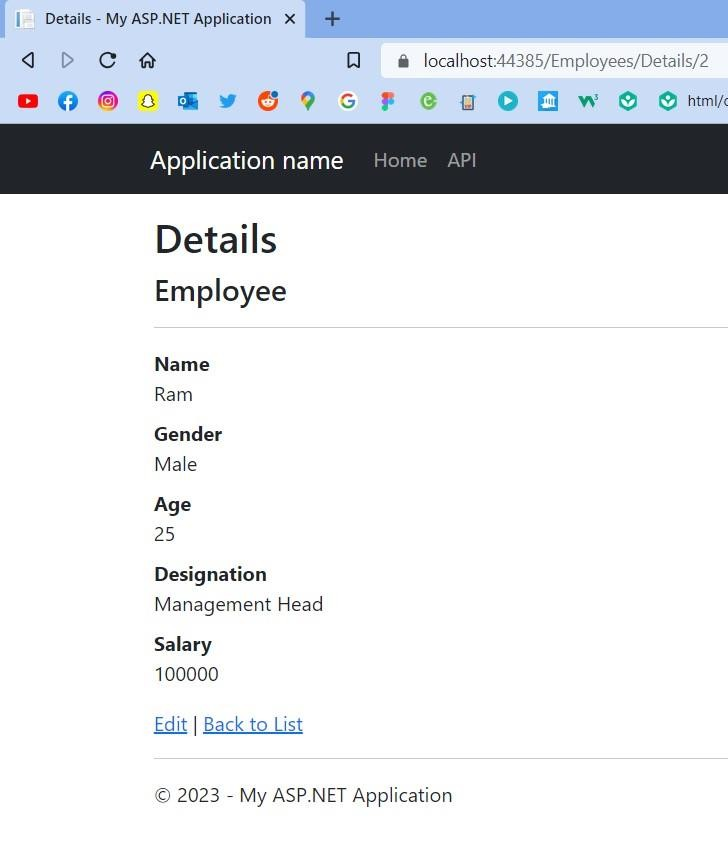 Details - My ASP.NET Application
localhost:44385/Employees/Details/2
html/c
Application name Home API
Details
Employee
Name
Ram
Gender
Male
Age
25
Designation
Management Head
Salary
100000
Edit | Back to List
© 2023 - My ASP.NET Application